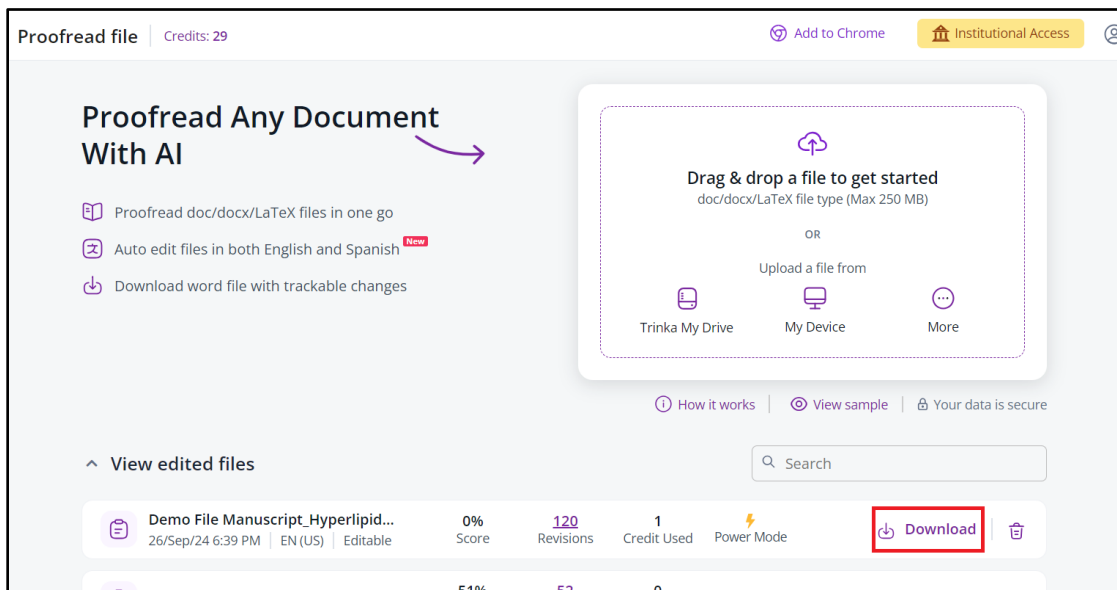 Proofread file
Credits: 29
Add to Chrome
Institutional Access
Proofread Any Document
With AI
Proofread doc/docx/LaTeX files in one go
Auto edit files in both English and Spanish New
Download word file with trackable changes
Drag & drop a file to get started
doc/docx/LaTeX file type (Max 250 MB)
OR
Upload a file from
Trinka My Drive
My Device
More
How it works
View sample
Your data is secure
View edited files
Search
Demo File Manuscript_Hyperlipid...
26/Sep/24 6:39 PM EN (US) Editable
0%
Score
120
Revisions
1
Credit Used
Power Mode
Download